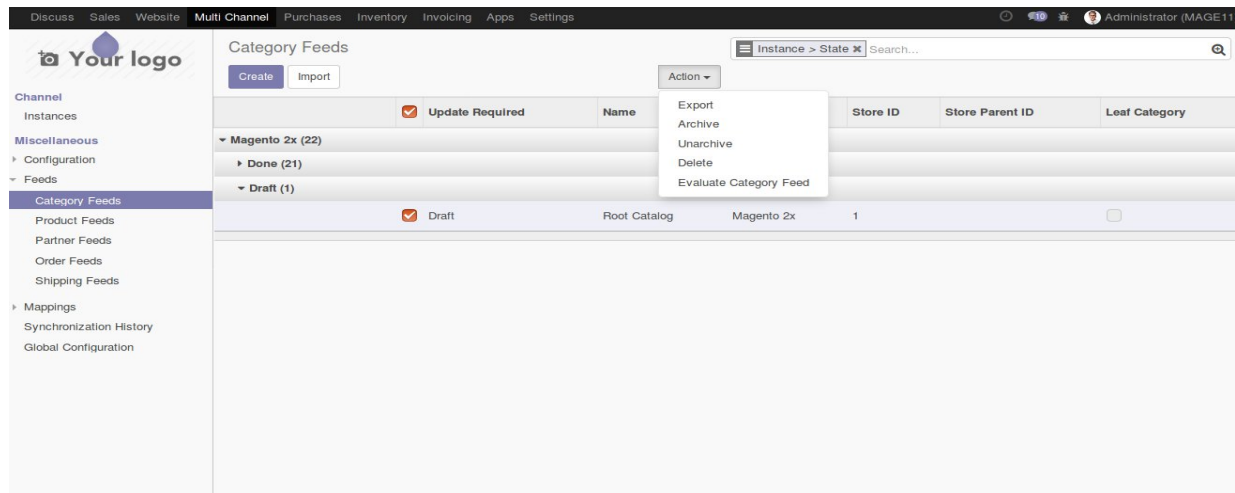 Discuss Sales Website Multi Channel Purchases Inventory Invoicing Apps Settings 10 Administrator (MAGE11
Your logo
Channel
Instances
Miscellaneous
Configuration
Feeds
Category Feeds
Product Feeds
Partner Feeds
Order Feeds
Shipping Feeds
Mappings
Synchronization History
Global Configuration
Category Feeds
Instance > State Search...
Create Import Action
Export
Archive
Unarchive
Delete
Evaluate Category Feed
Update Required Name Store ID Store Parent ID Leaf Category
Magento 2x (22)
Done (21)
Draft (1)
Draft Root Catalog Magento 2x 1